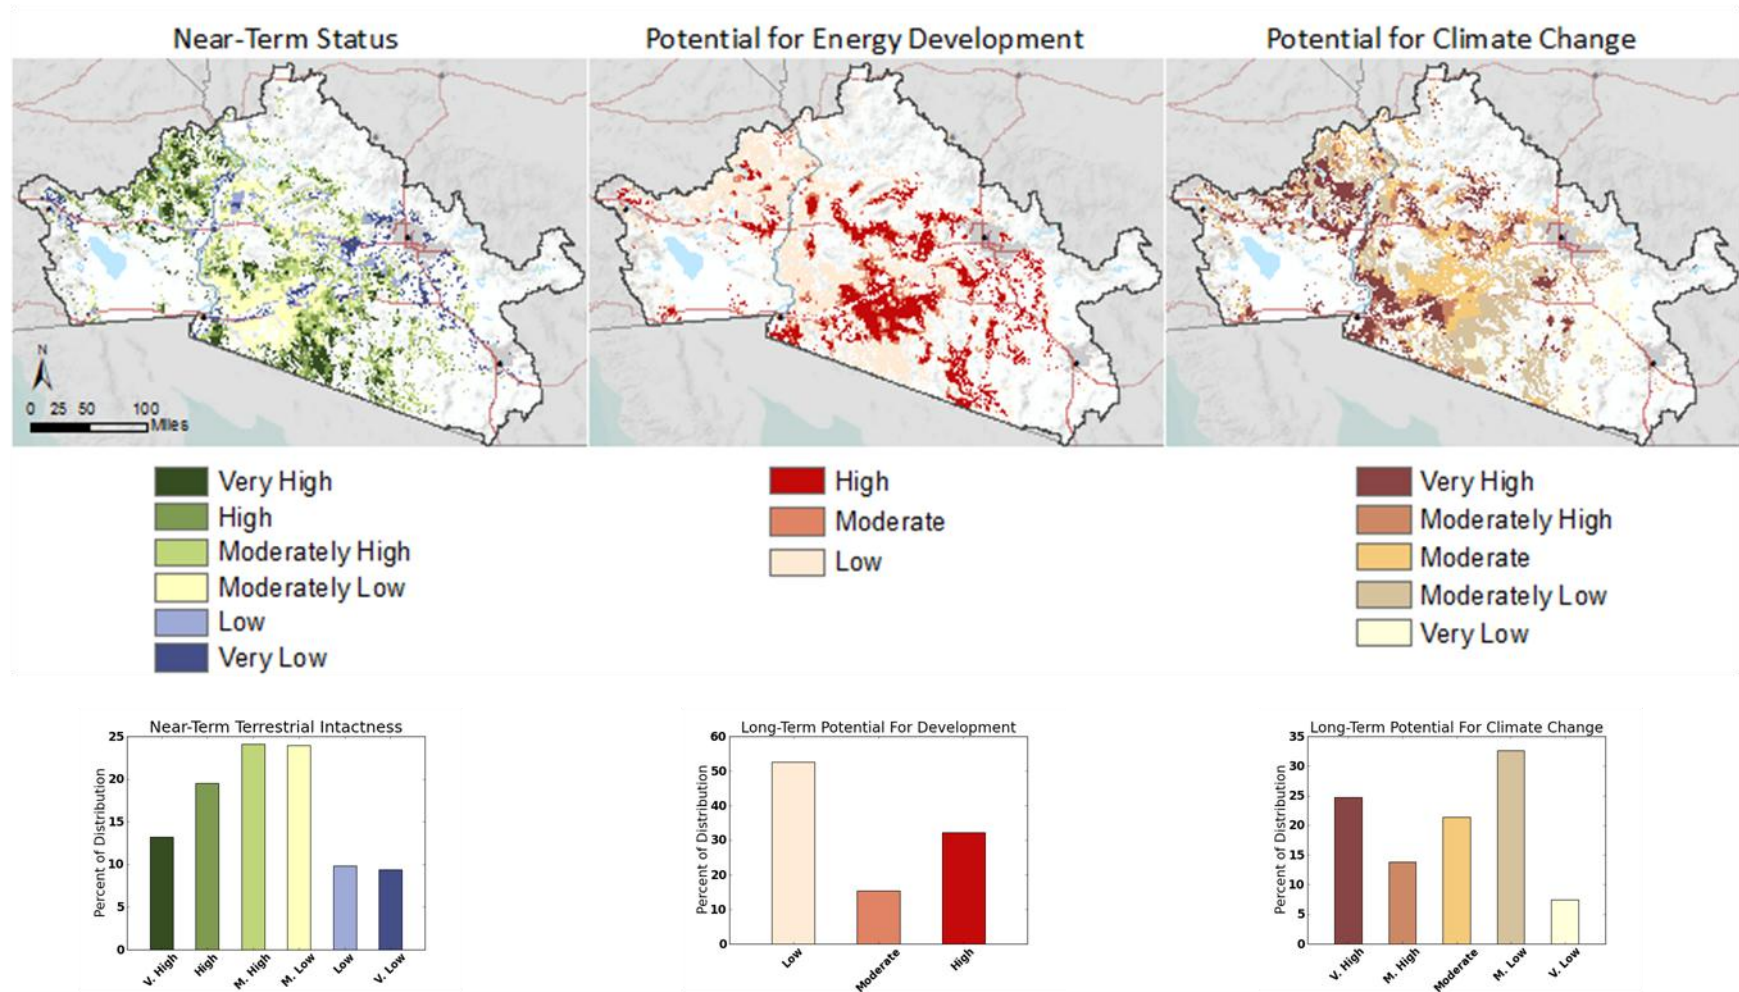 Near-Term Status
Potential for Energy Development
Potential for Climate Change
N
0 25 50 100
Miles
Very High
High
Moderately High
Moderately Low
Low
Very Low
High
Moderate
Low
Very High
Moderately High
Moderate
Moderately Low
Very Low
Near-Term Terrestrial Intactness
Percent of Distribution
25
20
15
10
5
0
V. High
High
M. High
M. Low
Low
V. Low
Long-Term Potential For Development
Percent of Distribution
60
50
40
30
20
10
0
Low
Moderate
High
Long-Term Potential For Climate Change
Percent of Distribution
35
30
25
20
15
10
5
0
V. High
M. High
Moderate
M. Low
V. Low